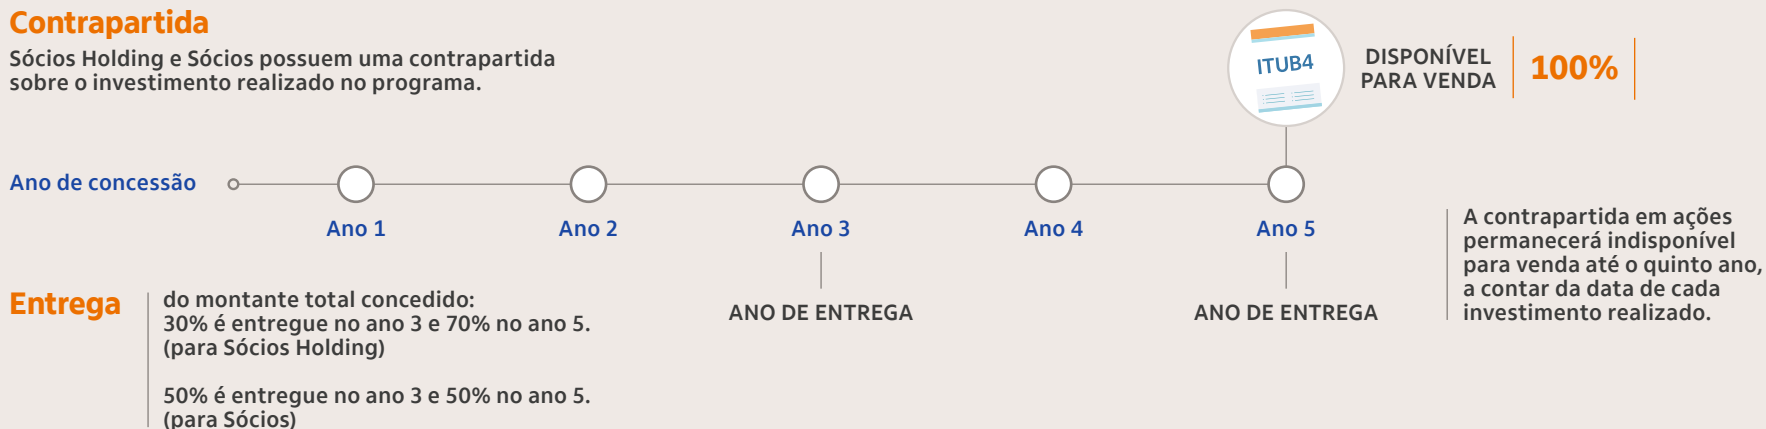 Contrapartida
Sócios Holding e Sócios possuem uma contrapartida
sobre o investimento realizado no programa.
ITUB4
DISPONÍVEL
PARA VENDA
100%
Ano de concessão
Ano 1
Ano 2
Ano 3
Ano 4
Ano 5
A contrapartida em ações
permanecerá indisponível
para venda até o quinto ano,
a contar da data de cada
investimento realizado.
Entrega
do montante total concedido:
30% é entregue no ano 3 e 70% no ano 5.
(para Sócios Holding)
50% é entregue no ano 3 e 50% no ano 5.
(para Sócios)
ANO DE ENTREGA
ANO DE ENTREGA